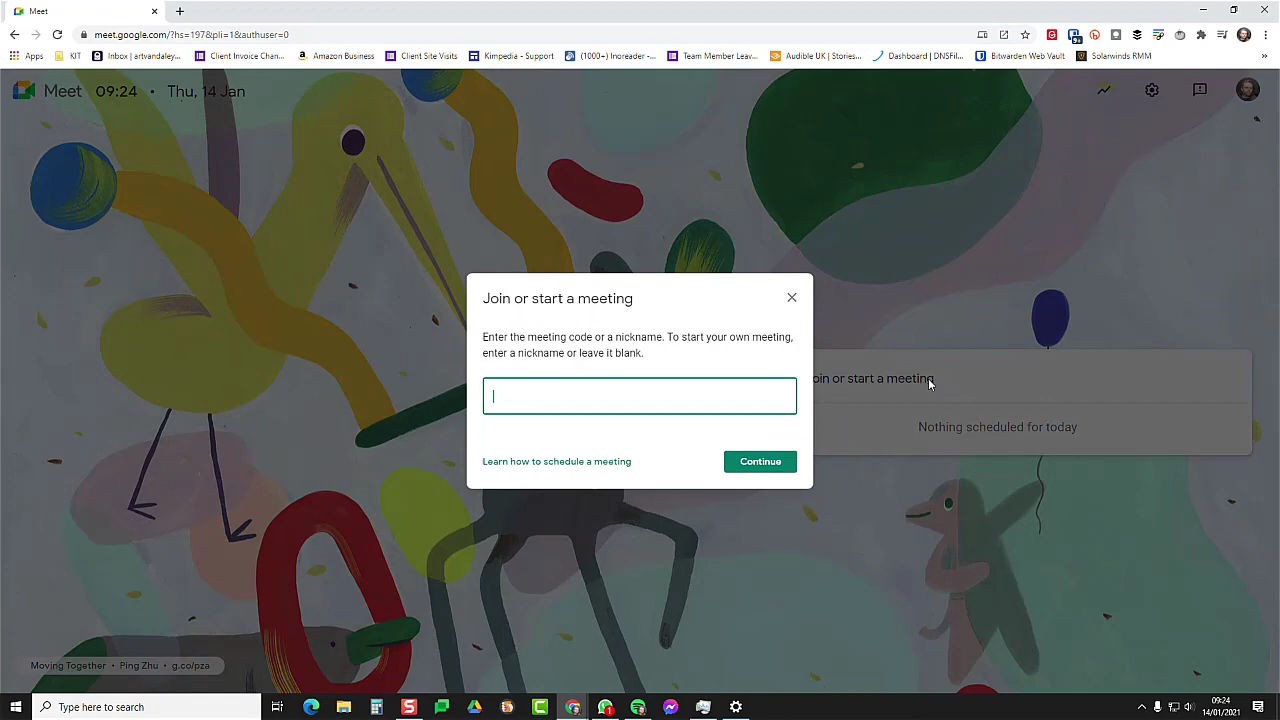 Meet
meet.google.com/?hs=197&pli=1&authuser=0
Apps
KIT
Inbox | artvandaley...
Client Invoice Chan...
Amazon Business
Client Site Visits
Kimpedia - Support
(1000+) Inoreader -...
Team Member Leav...
Audible UK | Stories...
Dashboard | DNSFil...
Bitwarden Web Vault
Solarwinds RMM
»
Meet 09:24 • Thu, 14 Jan
Join or start a meeting
Enter the meeting code or a nickname. To start your own meeting,
enter a nickname or leave it blank.
Learn how to schedule a meeting
Continue
oin or start a meeting
Nothing scheduled for today
Moving Together • Ping Zhu • g.co/pza
Type here to search
09:24
14/01/2021